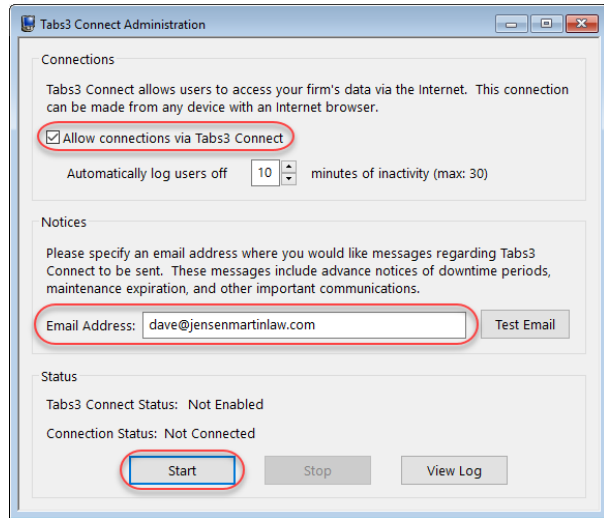 Tabs3 Connect Administration
Connections
Tabs3 Connect allows users to access your firm's data via the Internet. This connection
can be made from any device with an Internet browser.
Allow connections via Tabs3 Connect
Automatically log users off 10 minutes of inactivity (max: 30)
Notices
Please specify an email address where you would like messages regarding Tabs3
Connect to be sent. These messages include advance notices of downtime periods,
maintenance expiration, and other important communications.
Email Address: dave@jensenmartinlaw.com Test Email
Status
Tabs3 Connect Status: Not Enabled
Connection Status: Not Connected
Start Stop View Log